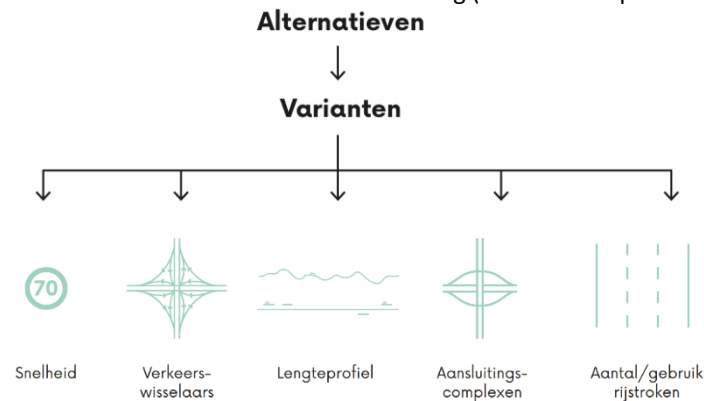 Alternatieven
Varianten
70
Snelheid
Verkeers-
wisselaars
Lengteprofiel
Aansluitings-
complexen
Aantal/gebruik
rijstroken